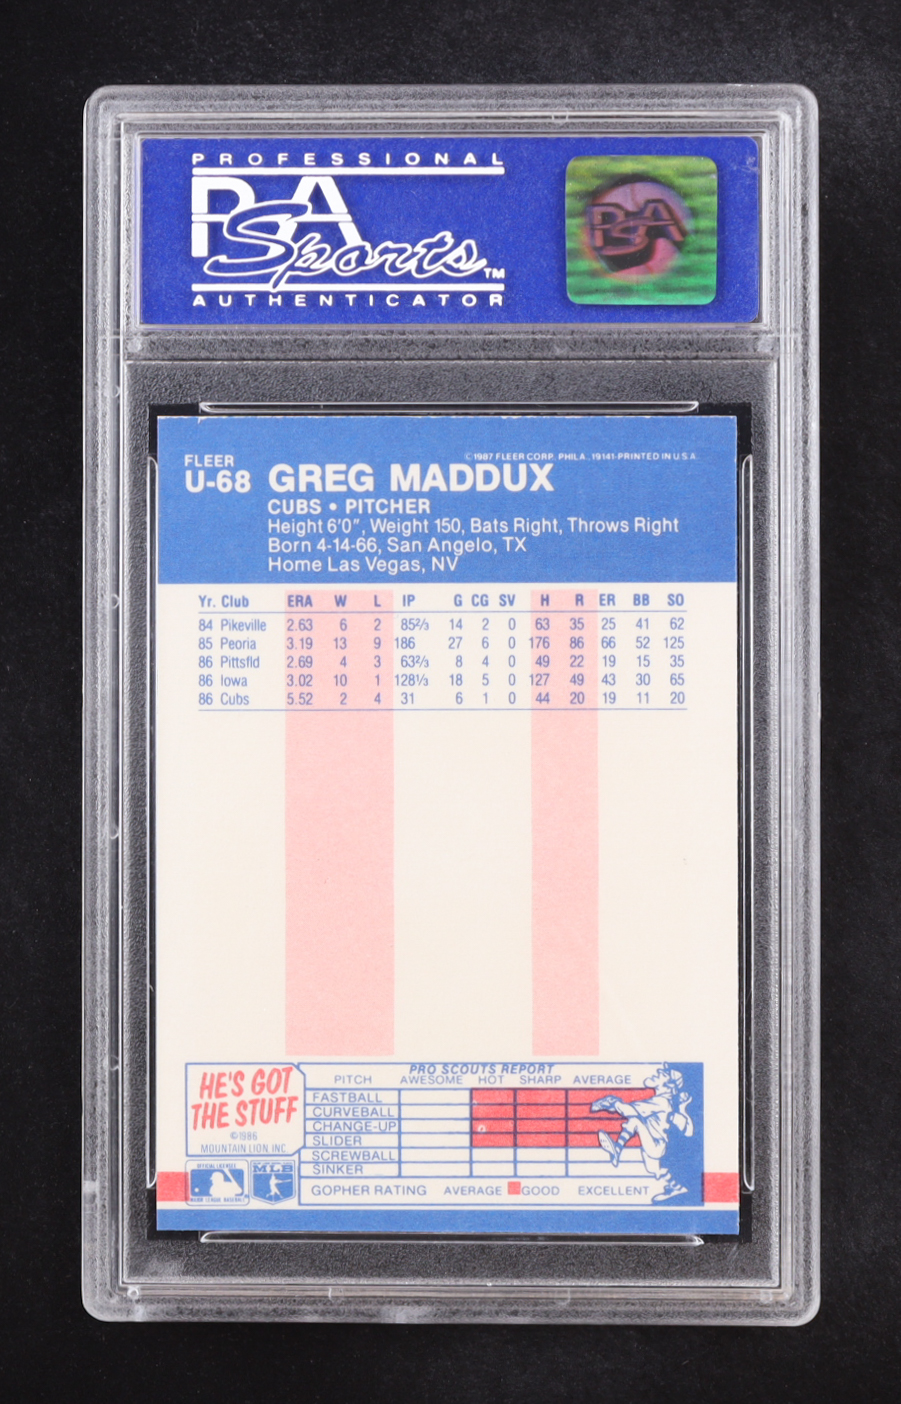 PROFESSIONAL
PSA
Sports™
AUTHENTICATOR
PSA
FLEER
U-68
©1987 FLEER CORP. PHILA. 19141-PRINTED IN U.S.A.
GREG MADDUX
CUBS • PITCHER
Height 6'0", Weight 150, Bats Right, Throws Right
Born 4-14-66, San Angelo, TX
Home Las Vegas, NV
Yr. Club ERA W L IP G CG SV H R ER BB SO
84 Pikeville 2.63 6 2 85⅔ 14 2 0 63 35 25 41 62
85 Peoria 3.19 13 9 186 27 6 0 176 86 66 52 125
86 Pittsfld 2.69 4 3 63⅔ 8 4 0 49 22 19 15 35
86 Iowa 3.02 10 1 128⅓ 18 5 0 127 49 43 30 65
86 Cubs 5.52 2 4 31 6 1 0 44 20 19 11 20
HE'S GOT
THE STUFF
©1986
MOUNTAIN LION INC
PRO SCOUTS REPORT
PITCH AWESOME HOT SHARP AVERAGE
FASTBALL
CURVEBALL
CHANGE-UP
SLIDER
SCREWBALL
SINKER
GOPHER RATING AVERAGE GOOD EXCELLENT
OFFICIAL LICENSEE
MAJOR LEAGUE BASEBALL
MLB